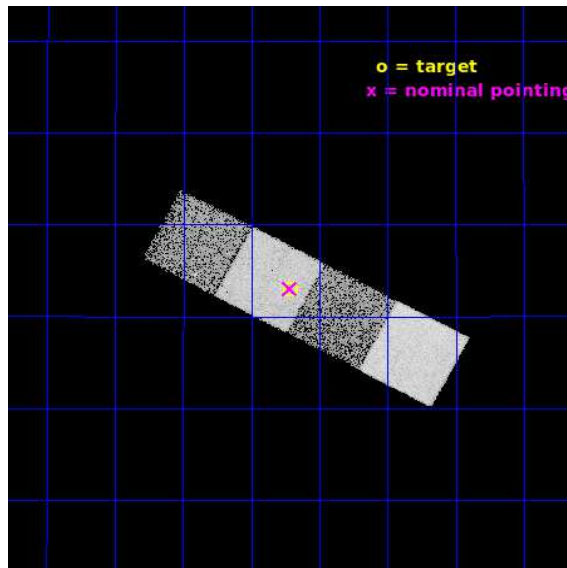 o = target
x = nominal pointing